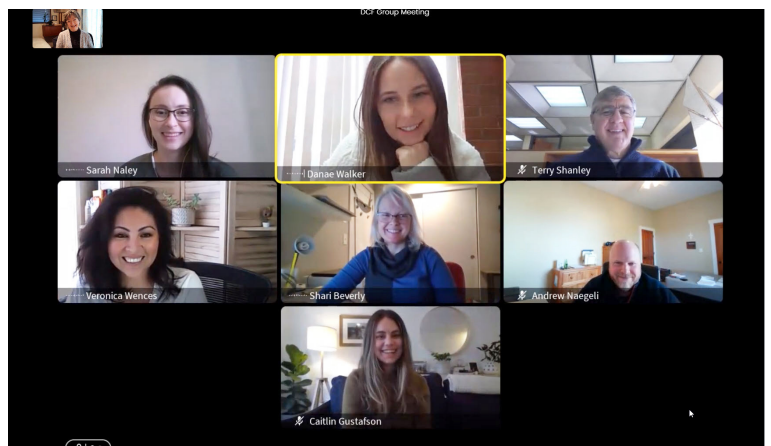 DCF Group Meeting
Sarah Naley
Danae Walker
Terry Shanley
Veronica Wences
Shari Beverly
Andrew Naegeli
Caitlin Gustafson